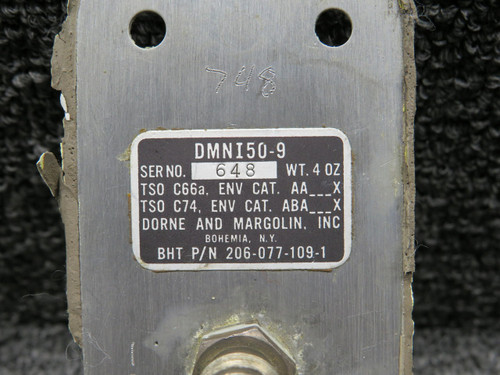 748
DMNI50-9
SER NO. 648 WT. 4 OZ
TSO C66a, ENV CAT. AA___X
TSO C74, ENV CAT. ABA___X
DORNE AND MARGOLIN, INC
BOHEMIA, N.Y.
BHT P/N 206-077-109-1